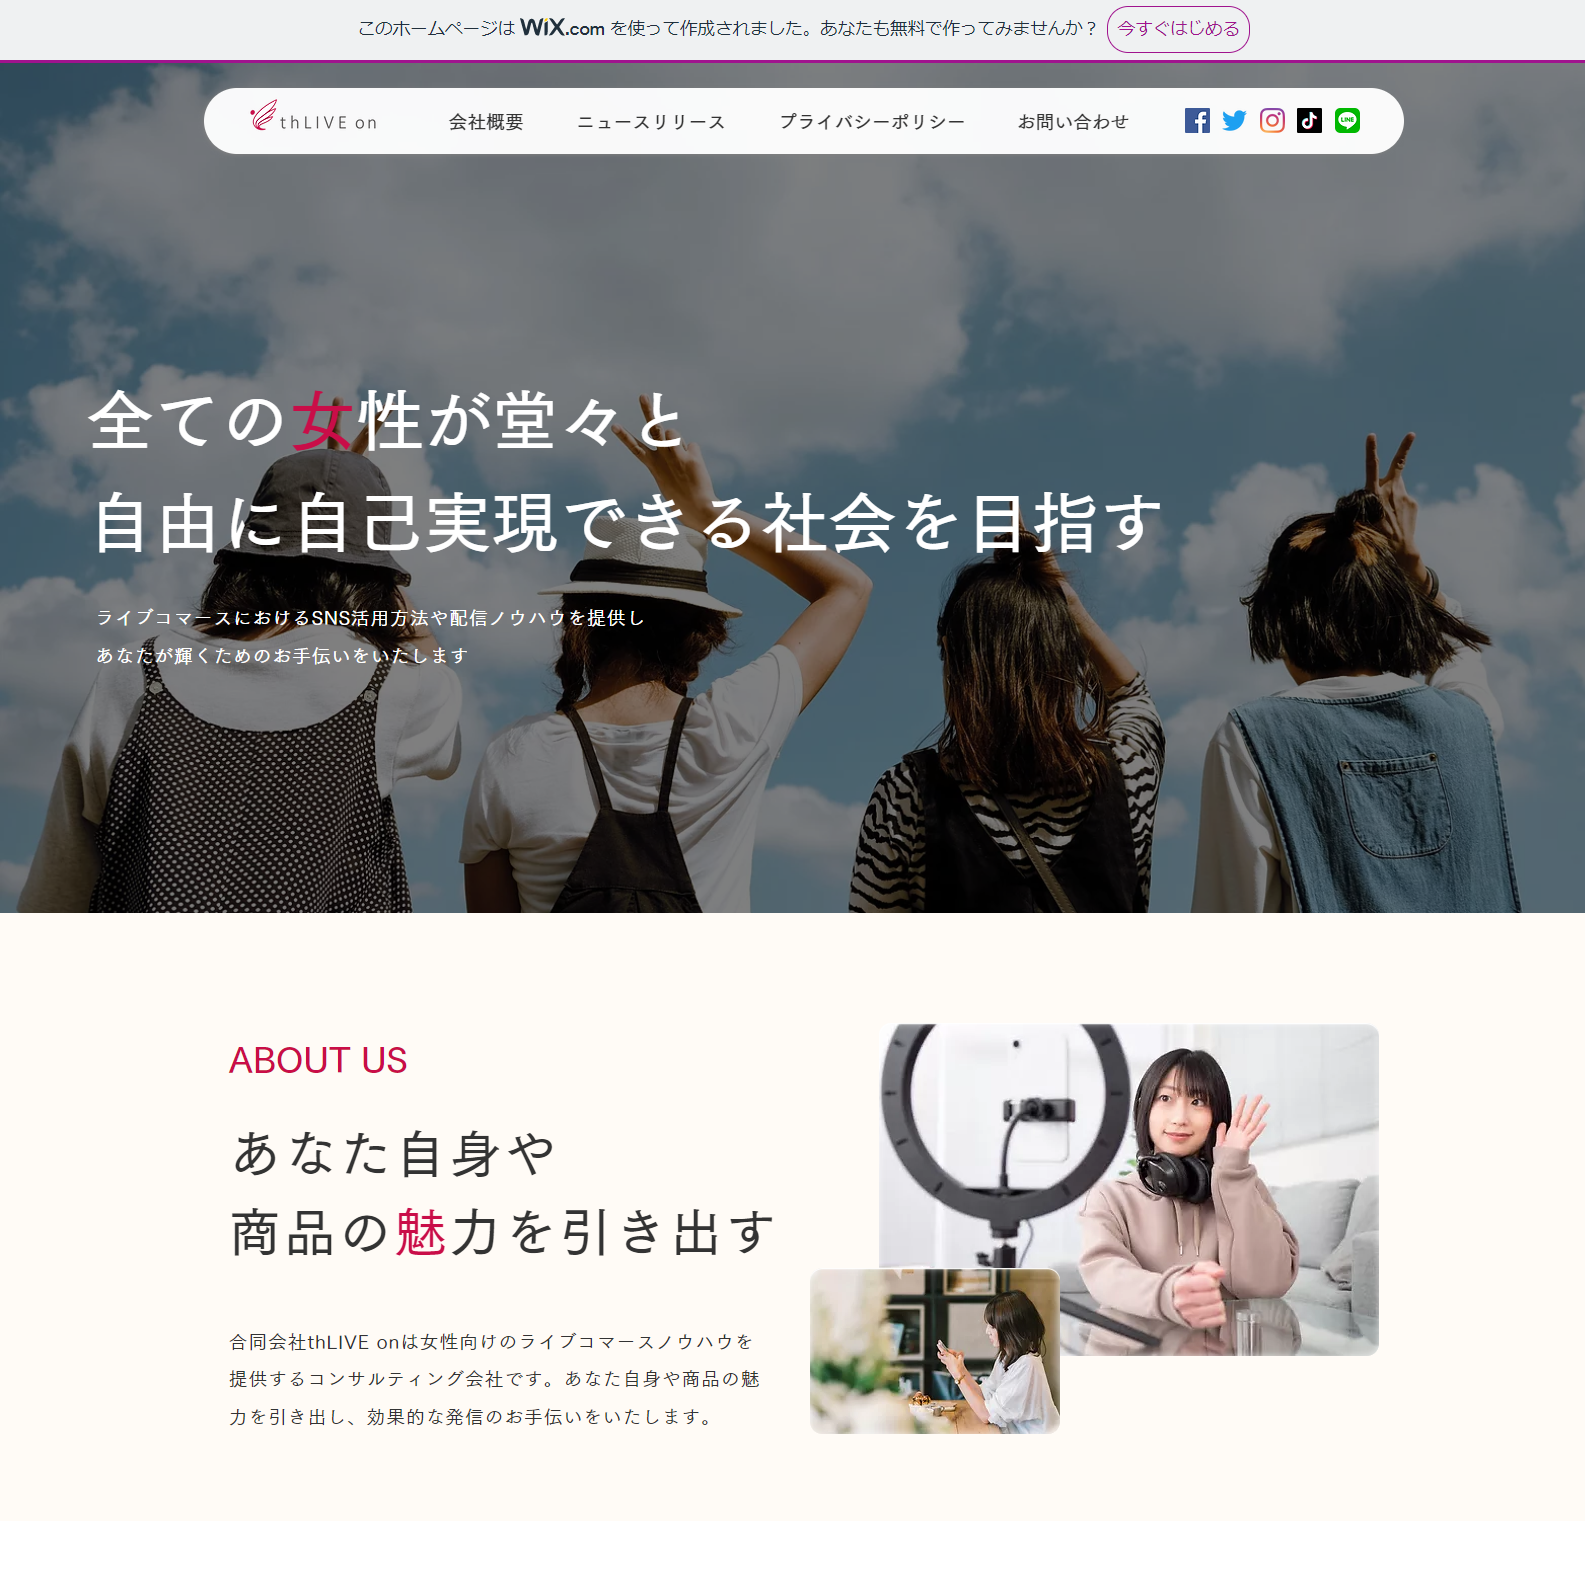 このホームページは WiX.com を使って作成されました。あなたも無料で作ってみませんか？ 今すぐはじめる
thLIVE on 会社概要 ニュースリリース プライバシーポリシー お問い合わせ LINE
全ての女性が堂々と
自由に自己実現できる社会を目指す
ライブコマースにおけるSNS活用方法や配信ノウハウを提供し
あなたが輝くためのお手伝いをいたします
ABOUT US
あなた自身や
商品の魅力を引き出す
合同会社thLIVE onは女性向けのライブコマースノウハウを
提供するコンサルティング会社です。あなた自身や商品の魅
力を引き出し、効果的な発信のお手伝いをいたします。